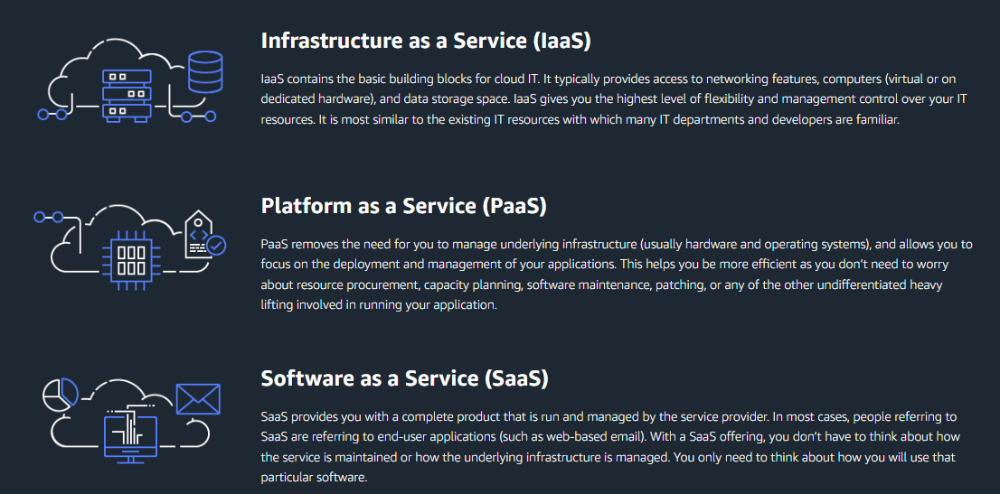 Infrastructure as a Service (IaaS)
IaaS contains the basic building blocks for cloud IT. It typically provides access to networking features, computers (virtual or on
dedicated hardware), and data storage space. IaaS gives you the highest level of flexibility and management control over your IT
resources. It is most similar to the existing IT resources with which many IT departments and developers are familiar.
Platform as a Service (PaaS)
PaaS removes the need for you to manage underlying infrastructure (usually hardware and operating systems), and allows you to
focus on the deployment and management of your applications. This helps you be more efficient as you don’t need to worry
about resource procurement, capacity planning, software maintenance, patching, or any of the other undifferentiated heavy
lifting involved in running your application.
Software as a Service (SaaS)
SaaS provides you with a complete product that is run and managed by the service provider. In most cases, people referring to
SaaS are referring to end-user applications (such as web-based email). With a SaaS offering, you don’t have to think about how
the service is maintained or how the underlying infrastructure is managed. You only need to think about how you will use that
particular software.